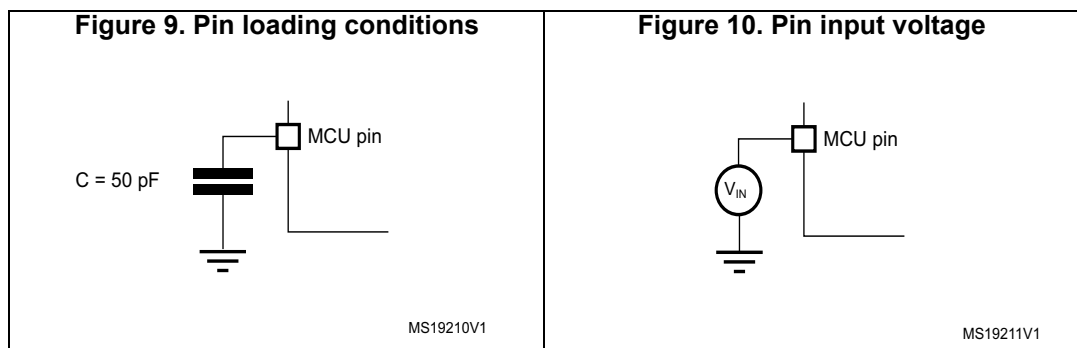 Figure 9. Pin loading conditions
MCU pin
C = 50 pF
MS19210V1
Figure 10. Pin input voltage
MCU pin
VIN
MS19211V1